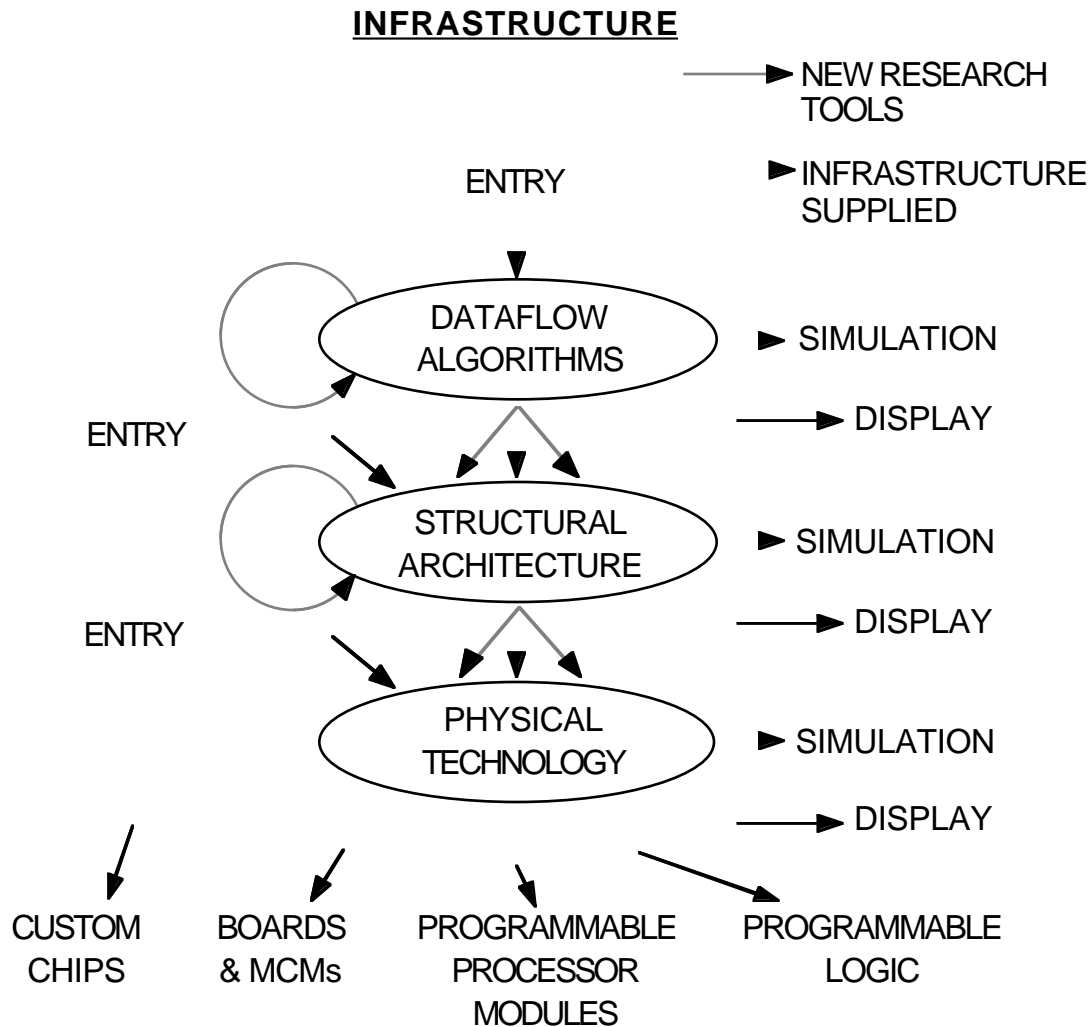 INFRASTRUCTURE
NEW RESEARCH
TOOLS
INFRASTRUCTURE
SUPPLIED
ENTRY
DATAFLOW
ALGORITHMS
SIMULATION
DISPLAY
ENTRY
STRUCTURAL
ARCHITECTURE
SIMULATION
DISPLAY
ENTRY
PHYSICAL
TECHNOLOGY
SIMULATION
DISPLAY
CUSTOM
CHIPS
BOARDS
& MCMs
PROGRAMMABLE
PROCESSOR
MODULES
PROGRAMMABLE
LOGIC